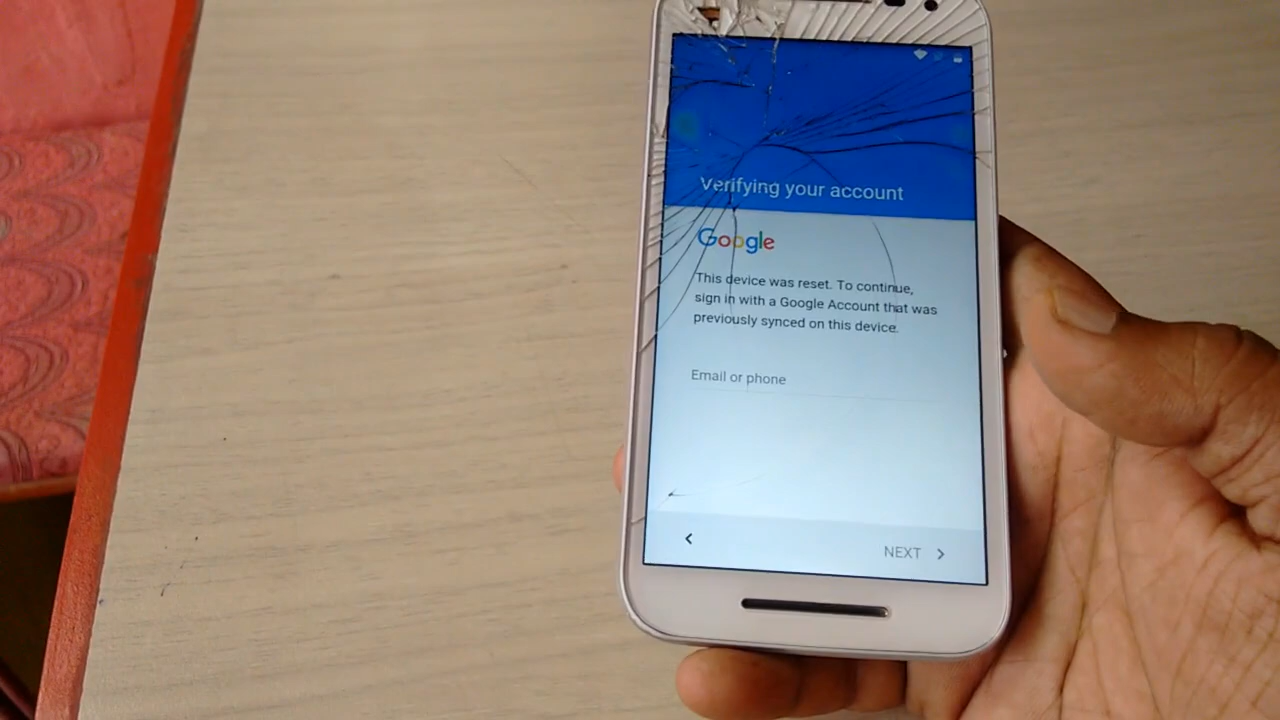 Verifying your account
Google
This device was reset. To continue,
sign in with a Google Account that was
previously synced on this device.
Email or phone
NEXT